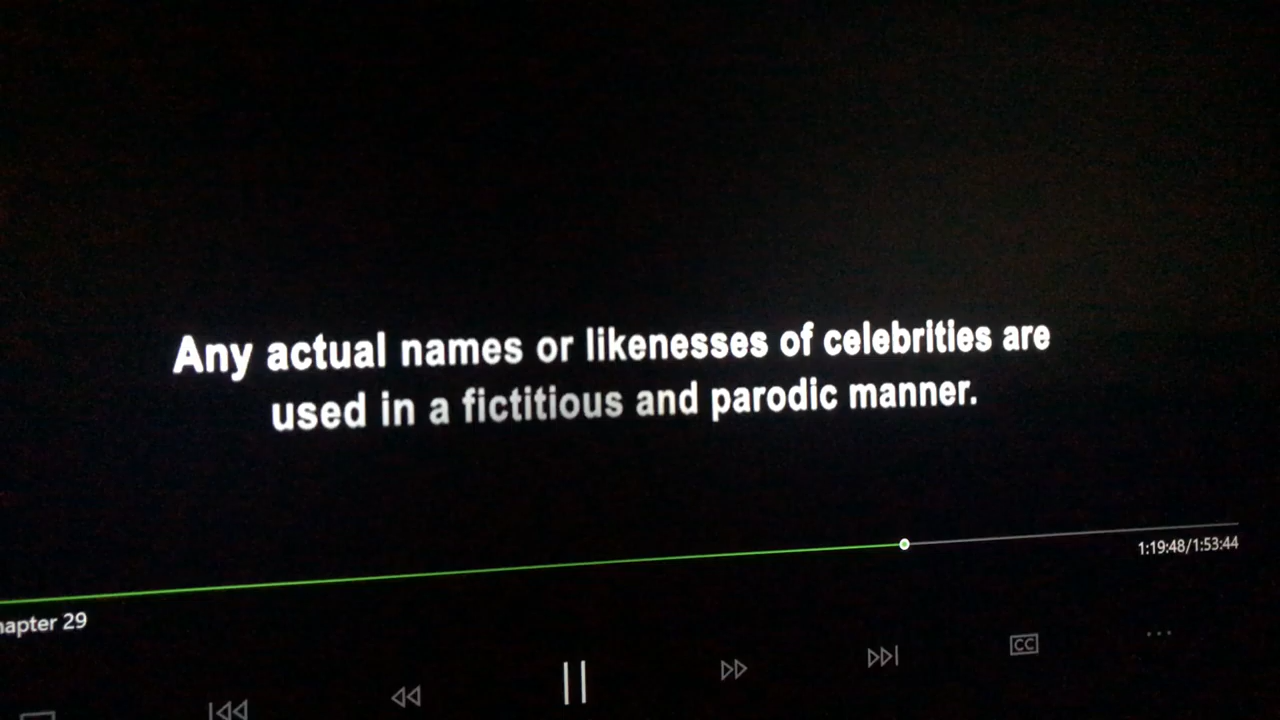 Any actual names or likenesses of celebrities are
used in a fictitious and parodic manner.
1:19:48/1:53:44
hapter 29
CC